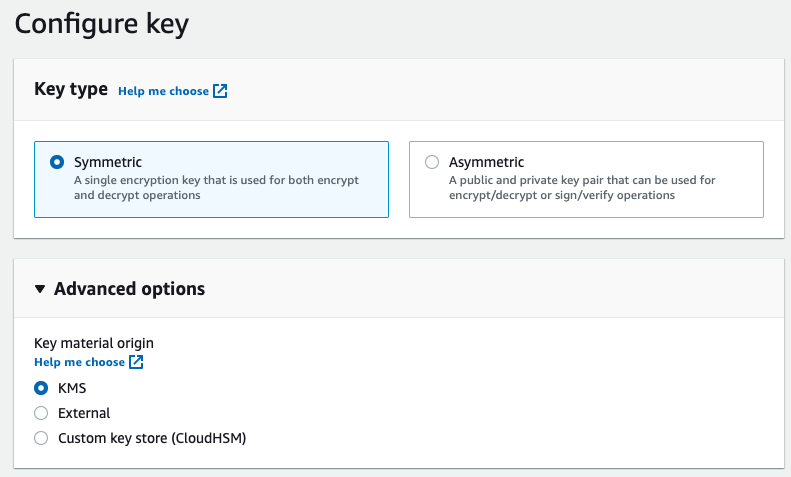 Configure key
Key type Help me choose
Symmetric
A single encryption key that is used for both encrypt
and decrypt operations
Asymmetric
A public and private key pair that can be used for
encrypt/decrypt or sign/verify operations
Advanced options
Key material origin
Help me choose
KMS
External
Custom key store (CloudHSM)